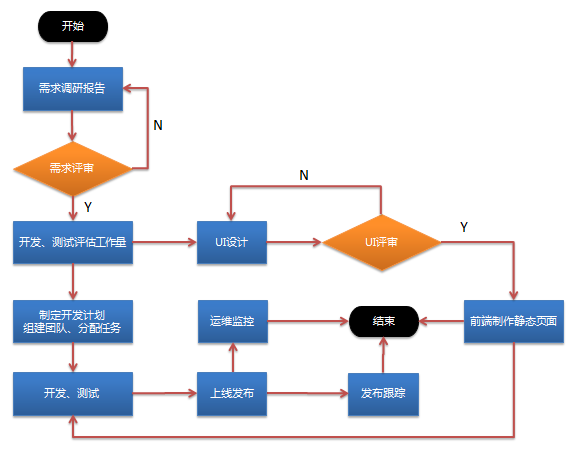 开始
需求调研报告
N
需求评审
Y
开发、测试评估工作量
UI设计
N
UI评审
Y
制定开发计划
组建团队、分配任务
运维监控
结束
前端制作静态页面
开发、测试
上线发布
发布跟踪